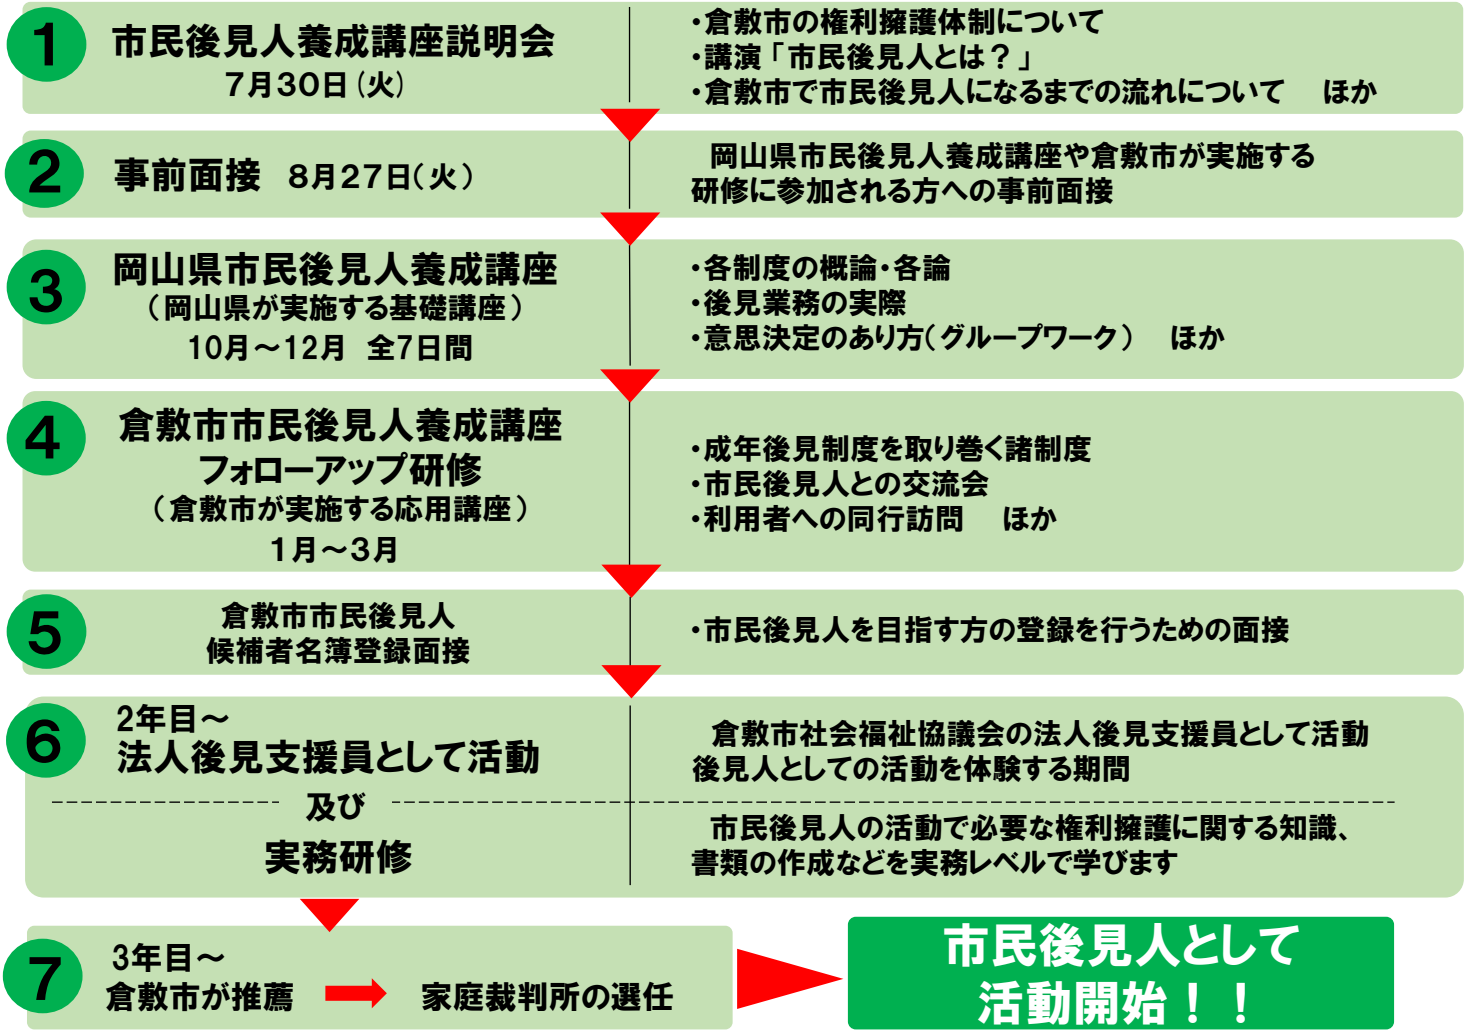 1
市民後見人養成講座説明会
7月30日(火)
・倉敷市の権利擁護体制について
・講演「市民後見人とは？」
・倉敷市で市民後見人になるまでの流れについて　ほか
2
事前面接　8月27日(火)
岡山県市民後見人養成講座や倉敷市が実施する
研修に参加される方への事前面接
3
岡山県市民後見人養成講座
（岡山県が実施する基礎講座）
10月～12月　全7日間
・各制度の概論・各論
・後見業務の実際
・意思決定のあり方（グループワーク）　ほか
4
倉敷市市民後見人養成講座
フォローアップ研修
（倉敷市が実施する応用講座）
1月～3月
・成年後見制度を取り巻く諸制度
・市民後見人との交流会
・利用者への同行訪問　ほか
5
倉敷市市民後見人
候補者名簿登録面接
・市民後見人を目指す方の登録を行うための面接
6
2年目～
法人後見支援員として活動
及び
実務研修
倉敷市社会福祉協議会の法人後見支援員として活動
後見人としての活動を体験する期間
市民後見人の活動で必要な権利擁護に関する知識、
書類の作成などを実務レベルで学びます
7
3年目～
倉敷市が推薦　家庭裁判所の選任
市民後見人として
活動開始！！